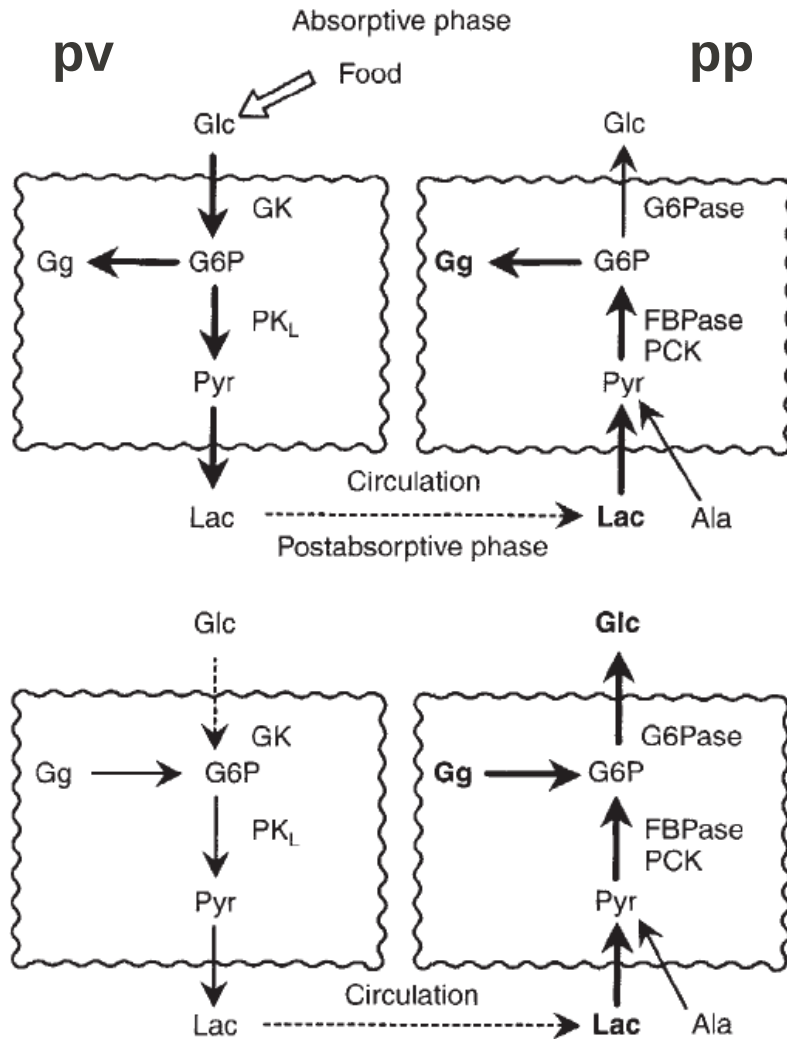 Absorptive phase
pv
pp
Food
Glc
Glc
GK
G6Pase
Gg
G6P
Gg
G6P
PKL
FBPase
PCK
Pyr
Pyr
Circulation
Lac
Lac
Ala
Postabsorptive phase
Glc
Glc
GK
G6Pase
Gg
G6P
Gg
G6P
PKL
FBPase
PCK
Pyr
Pyr
Circulation
Lac
Lac
Ala